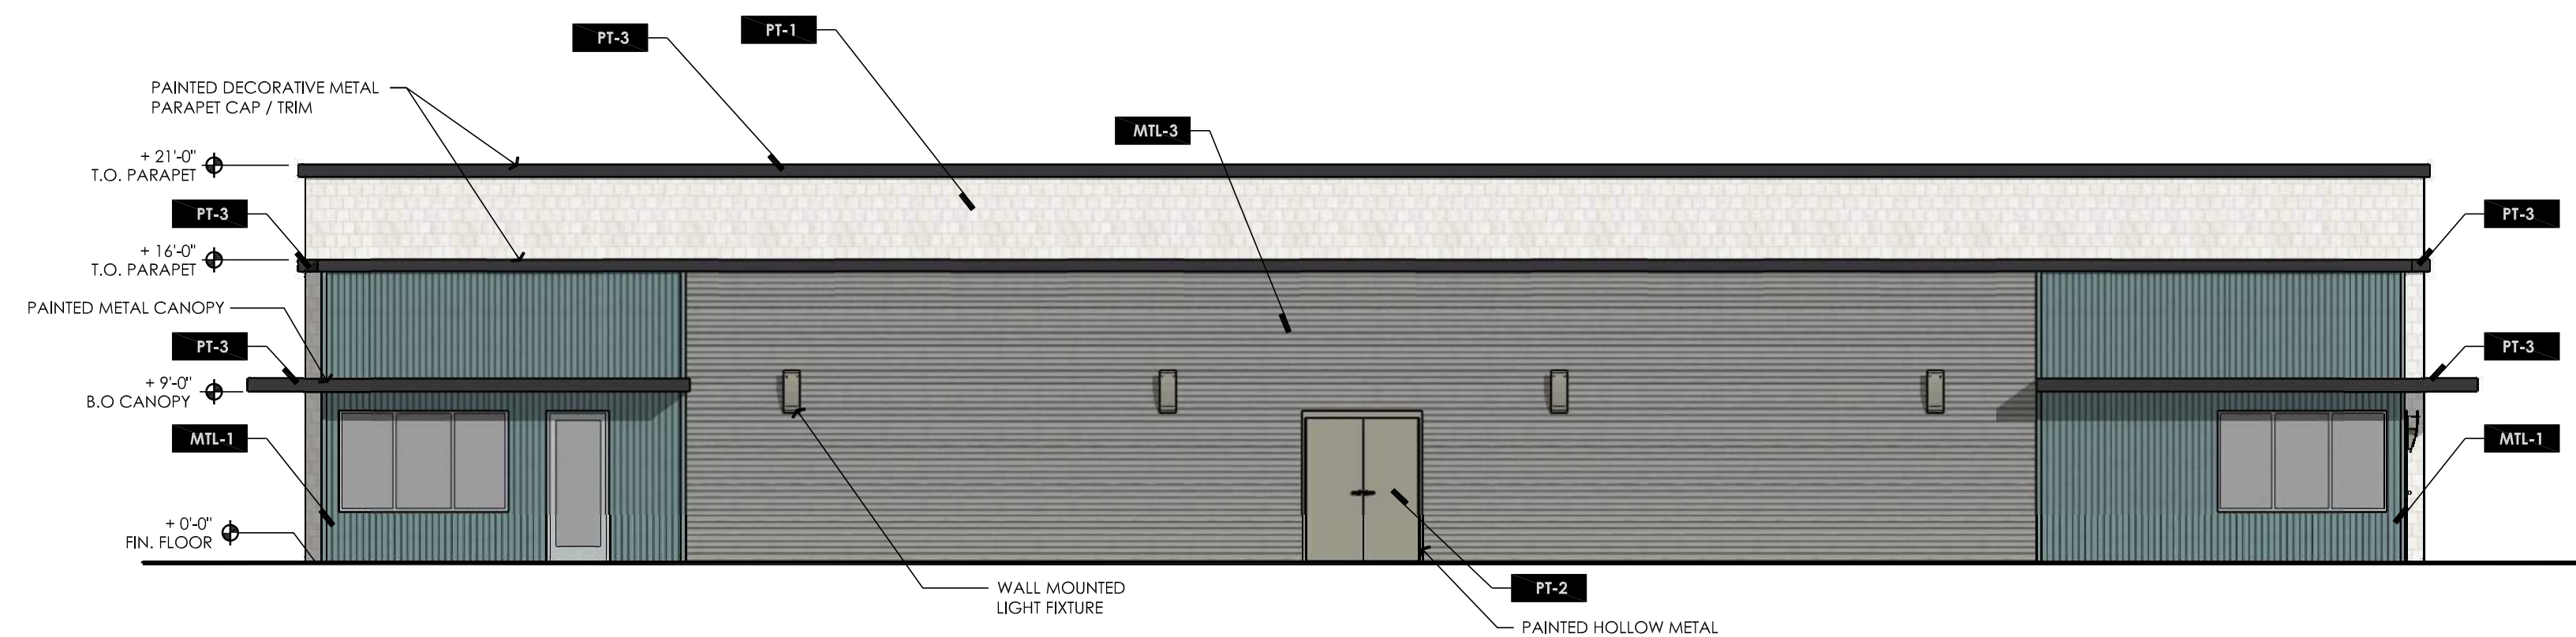 PT-3
PT-1
PAINTED DECORATIVE METAL
PARAPET CAP / TRIM
MTL-3
+ 21'-0"
T.O. PARAPET
PT-3
PT-3
+ 16'-0"
T.O. PARAPET
PAINTED METAL CANOPY
PT-3
PT-3
+ 9'-0"
B.O CANOPY
MTL-1
MTL-1
+ 0'-0"
FIN. FLOOR
WALL MOUNTED
LIGHT FIXTURE
PT-2
PAINTED HOLLOW METAL